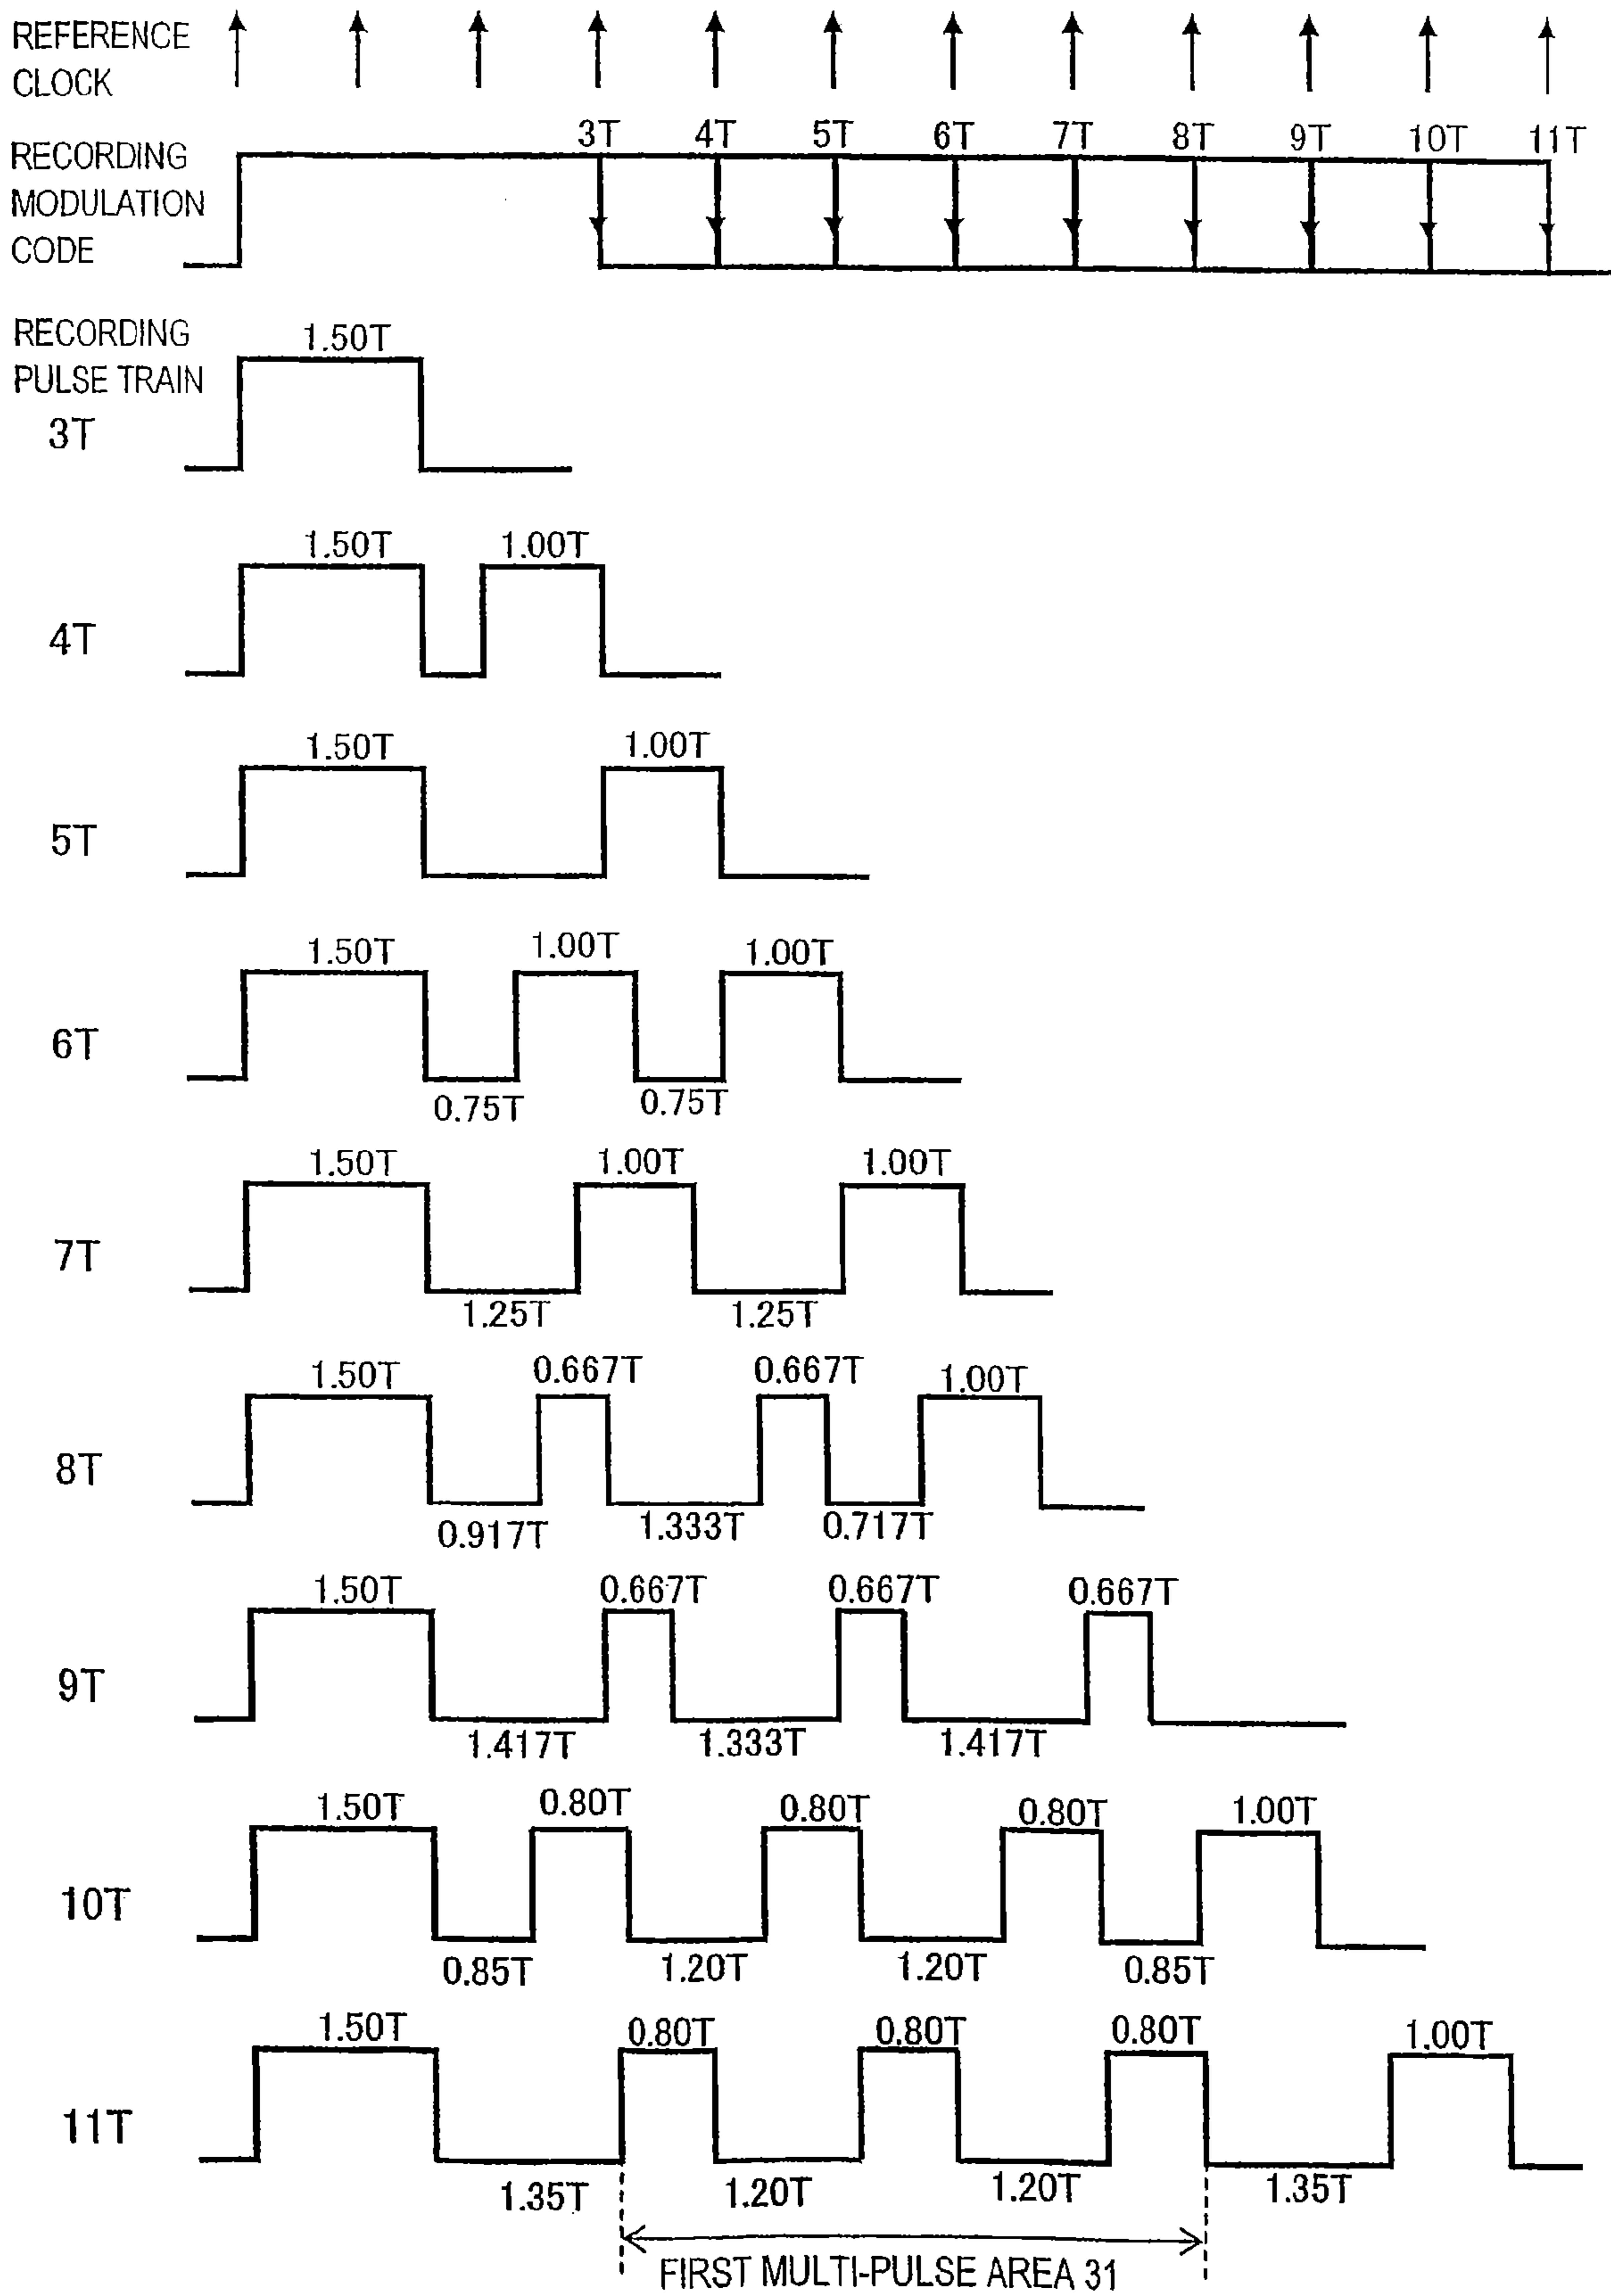 REFERENCE
CLOCK
3T 4T 5T 6T 7T 8T 9T 10T 11T
RECORDING
MODULATION
CODE
RECORDING
PULSE TRAIN
1.50T
3T
1.50T 1.00T
4T
1.50T 1.00T
5T
1.50T 1.00T 1.00T
6T
0.75T 0.75T
1.50T 1.00T 1.00T
7T
1.25T 1.25T
1.50T 0.667T 0.667T 1.00T
8T
0.917T 1.333T 0.717T
1.50T 0.667T 0.667T 0.667T
9T
1.417T 1.333T 1.417T
1.50T 0.80T 0.80T 0.80T 1.00T
10T
0.85T 1.20T 1.20T 0.85T
1.50T 0.80T 0.80T 0.80T 1.00T
11T
1.35T 1.20T 1.20T 1.35T
FIRST MULTI-PULSE AREA 31